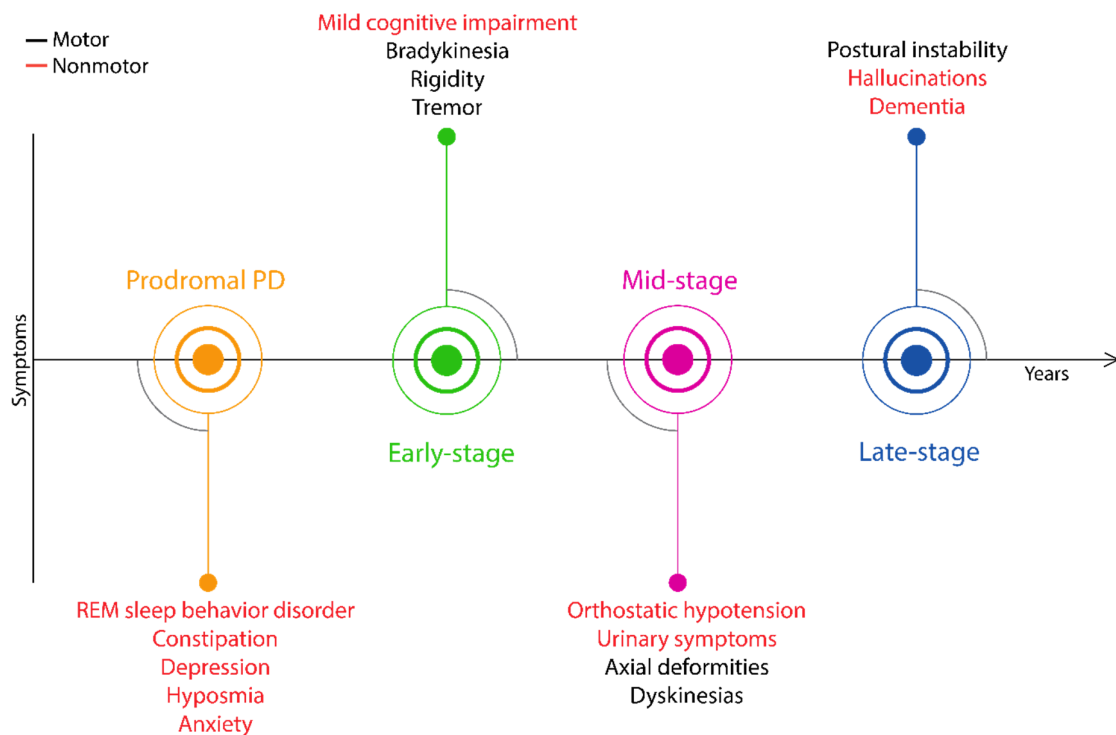 Motor
Nonmotor
Mild cognitive impairment
Bradykinesia
Rigidity
Tremor
Postural instability
Hallucinations
Dementia
Prodromal PD
Mid-stage
Symptoms
Years
Early-stage
Late-stage
REM sleep behavior disorder
Constipation
Depression
Hyposmia
Anxiety
Orthostatic hypotension
Urinary symptoms
Axial deformities
Dyskinesias